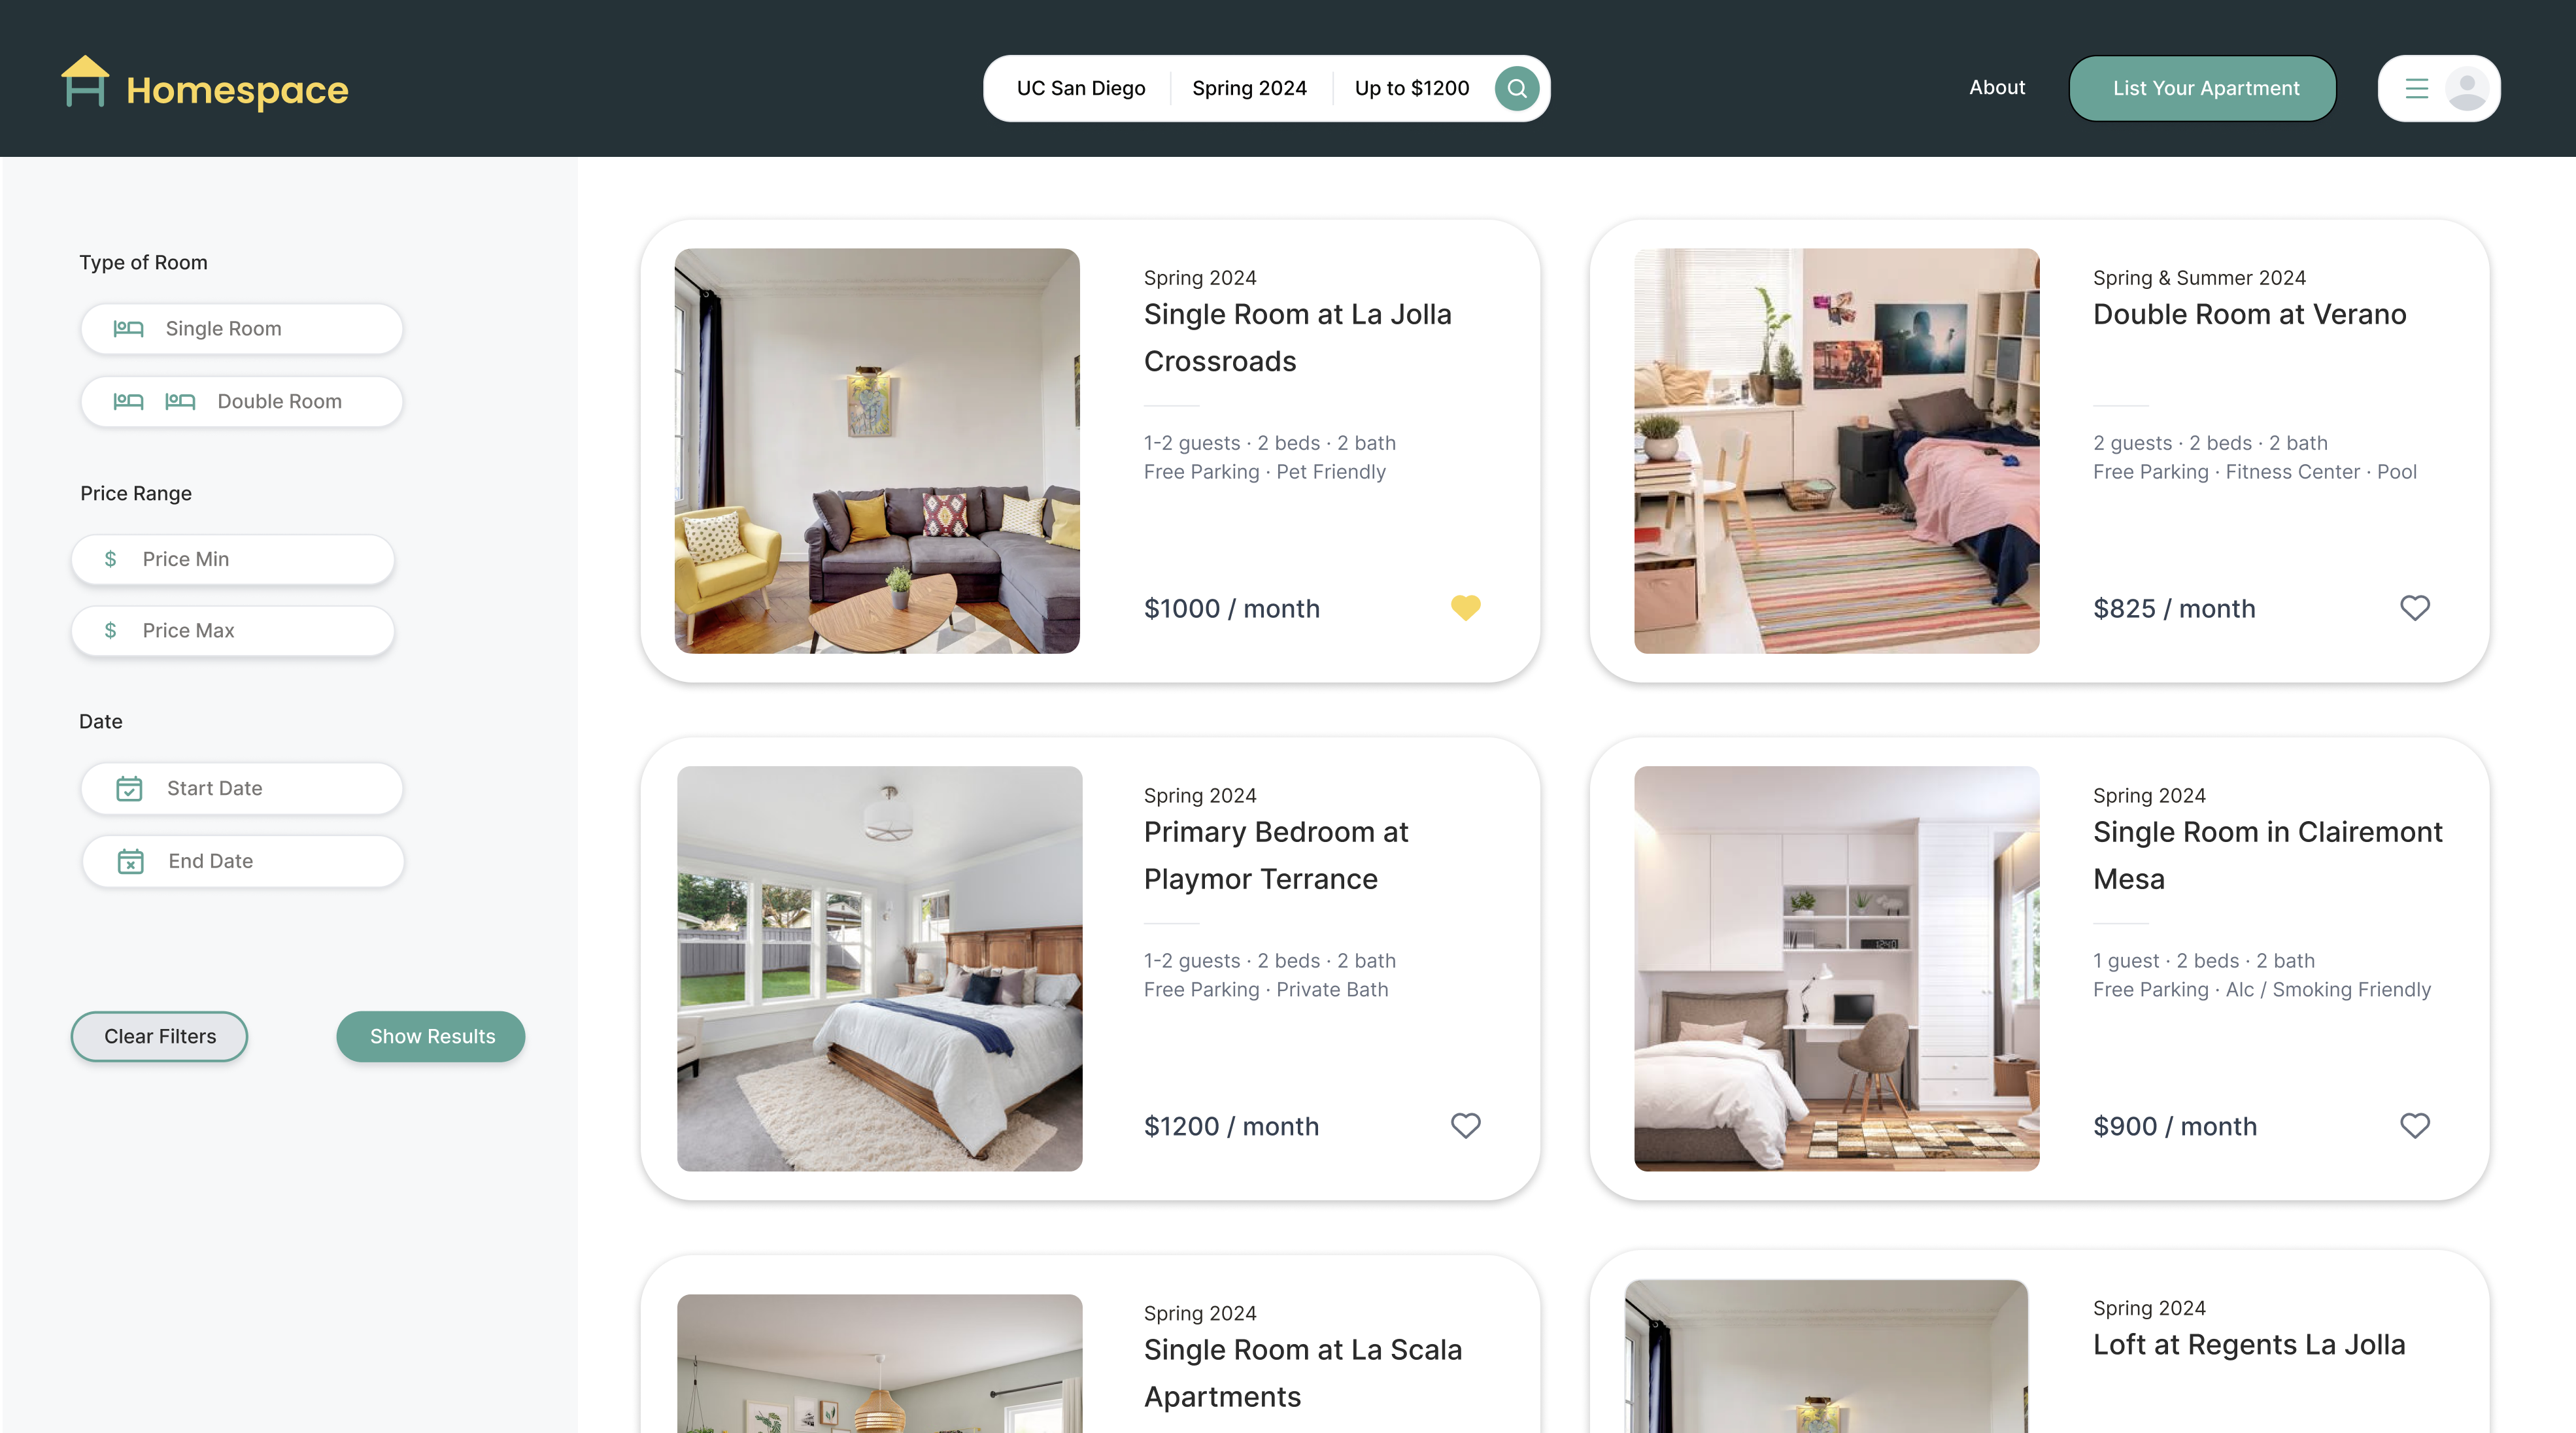 Homespace
UC San Diego
Spring 2024
Up to $1200
About
List Your Apartment
Type of Room
Single Room
Double Room
Price Range
$ Price Min
$ Price Max
Date
Start Date
End Date
Clear Filters
Show Results
Spring 2024
Single Room at La Jolla
Crossroads
1-2 guests · 2 beds · 2 bath
Free Parking · Pet Friendly
$1000 / month
Spring & Summer 2024
Double Room at Verano
2 guests · 2 beds · 2 bath
Free Parking · Fitness Center · Pool
$825 / month
Spring 2024
Primary Bedroom at
Playmor Terrance
1-2 guests · 2 beds · 2 bath
Free Parking · Private Bath
$1200 / month
Spring 2024
Single Room in Clairemont
Mesa
1 guest · 2 beds · 2 bath
Free Parking · Alc / Smoking Friendly
$900 / month
Spring 2024
Single Room at La Scala
Apartments
Spring 2024
Loft at Regents La Jolla